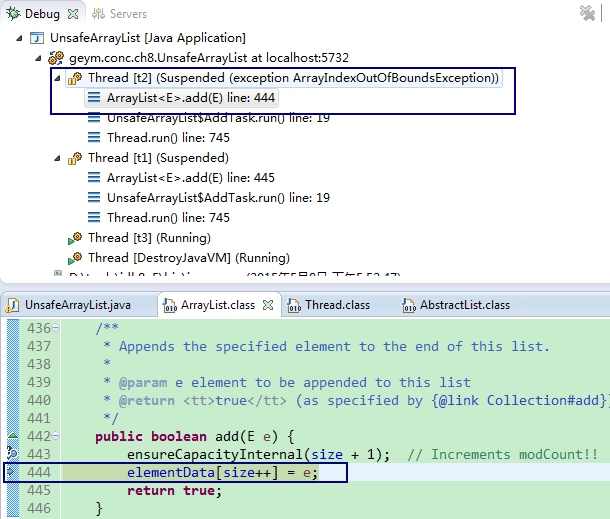 Debug
UnsafeArrayList [Java Application]
geym.conc.ch8.UnsafeArrayList at localhost:5732
Thread [t2] (Suspended (exception ArrayIndexOutOfBoundsException))
ArrayList<E>.add(E) line: 444
UnsafeArrayList$AddTask.run() line: 19
Thread.run() line: 745
Thread [t1] (Suspended)
ArrayList<E>.add(E) line: 445
UnsafeArrayList$AddTask.run() line: 19
Thread.run() line: 745
Thread [t3] (Running)
Thread [DestroyJavaVM] (Running)
UnsafeArrayList.java ArrayList.class Thread.class AbstractList.class
436 /**
437 * Appends the specified element to the end of this list.
438 *
439 * @param e element to be appended to this list
440 * @return <tt>true</tt> (as specified by {@link Collection#add})
441 */
442 public boolean add(E e) {
443 ensureCapacityInternal(size + 1); // Increments modCount!!
444 elementData[size++] = e;
445 return true;
446 }